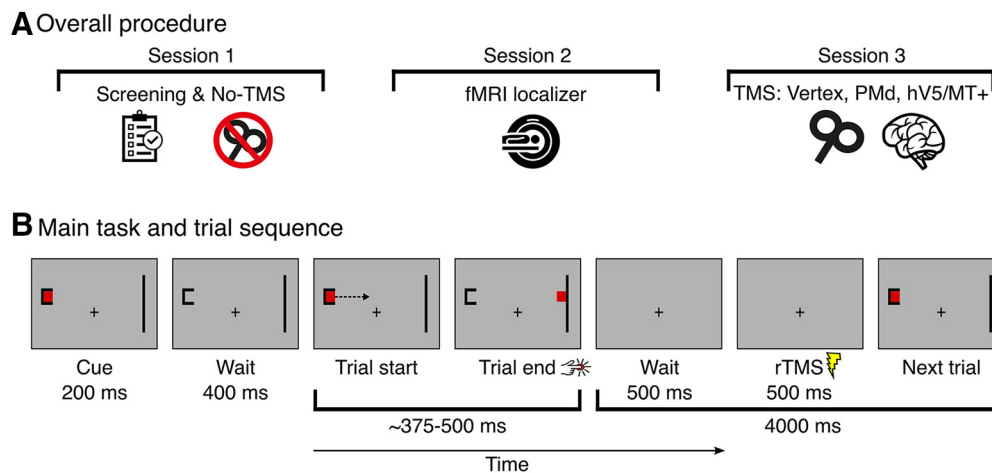 A Overall procedure
Session 1
Session 2
Session 3
Screening & No-TMS
fMRI localizer
TMS: Vertex, PMd, hV5/MT+
B Main task and trial sequence
Cue
200 ms
Wait
400 ms
Trial start
Trial end
Wait
500 ms
rTMS
500 ms
Next trial
~375-500 ms
4000 ms
Time